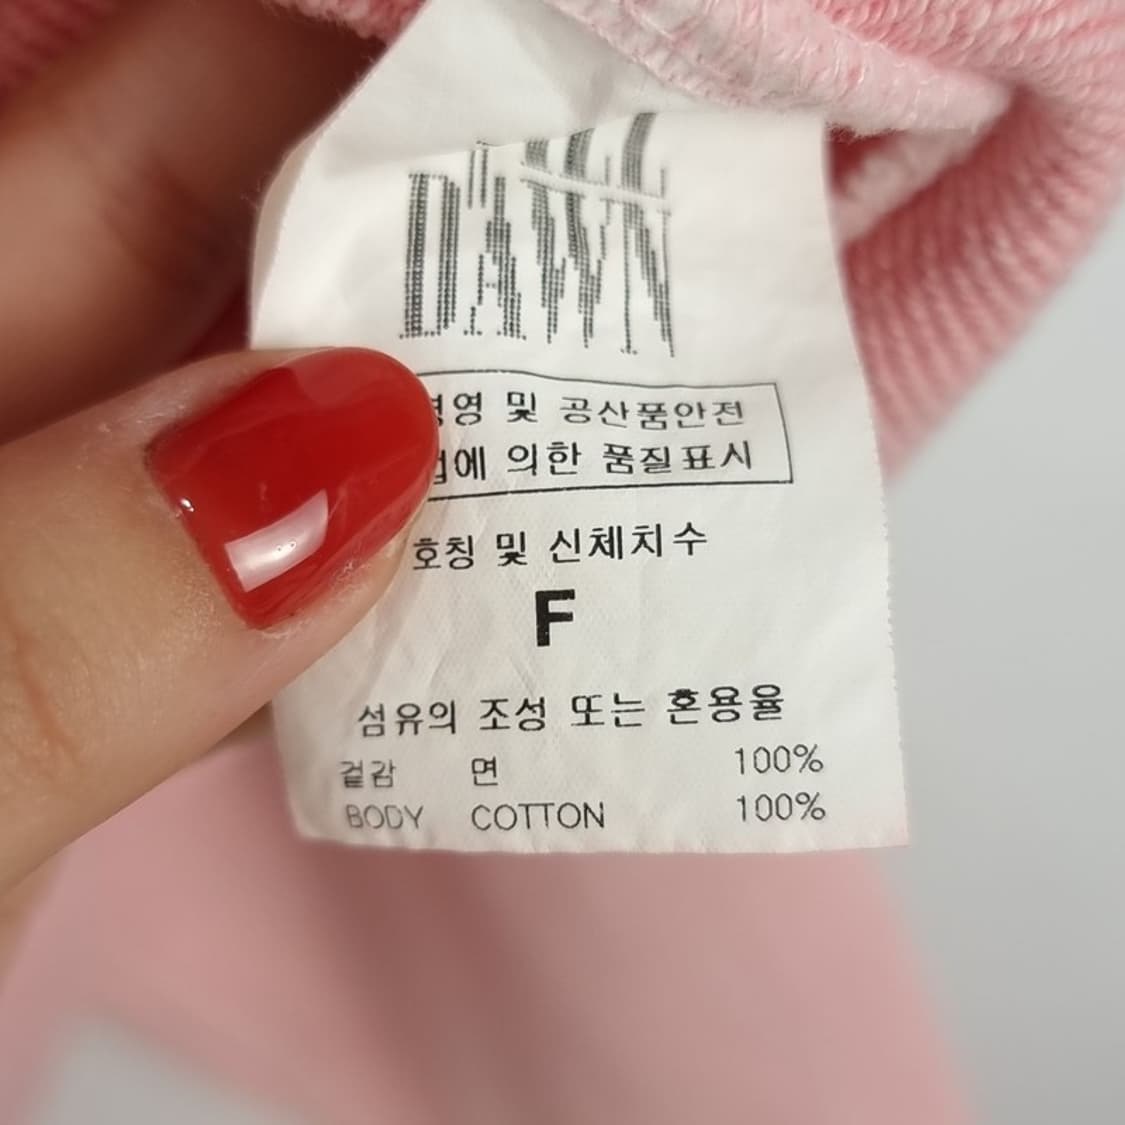 D'AWN
영 및 공산품안전
에 의한 품질표시
호칭 및 신체치수
F
섬유의 조성 또는 혼용율
겉감 면 100%
BODY COTTON 100%